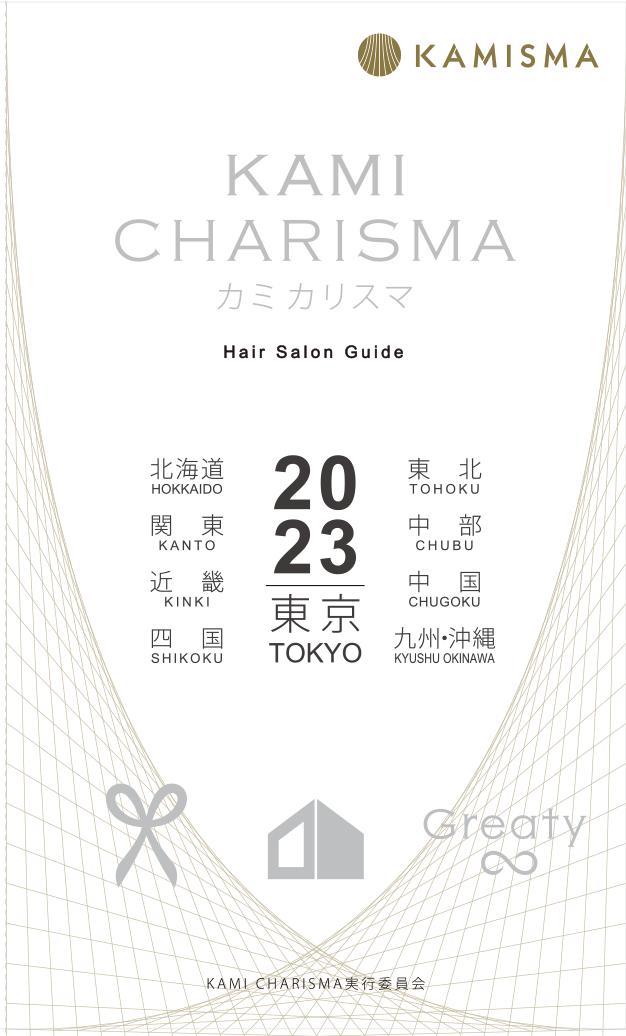 KAMISMA
KAMI
CHARISMA
カミ カリスマ
Hair Salon Guide
北海道
HOKKAIDO
関東
KANTO
近畿
KINKI
四国
SHIKOKU
20
23
東京
TOKYO
東北
TOHOKU
中部
CHUBU
中国
CHUGOKU
九州・沖縄
KYUSHU OKINAWA
Greaty
KAMI CHARISMA実行委員会